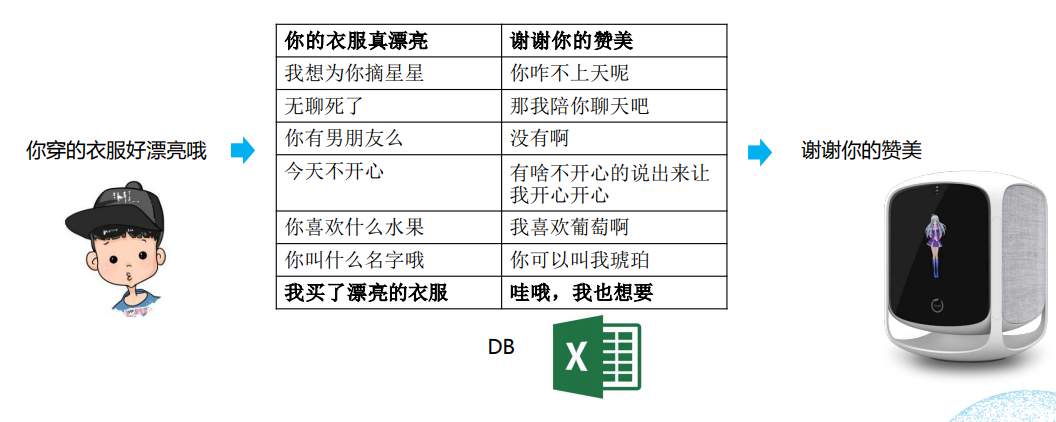 你的衣服真漂亮 谢谢你的赞美
我想为你摘星星 你咋不上天呢
无聊死了 那我陪你聊天吧
你有男朋友么 没有啊
今天不开心 有啥不开心的说出来让
我开心开心
你喜欢什么水果 我喜欢葡萄啊
你叫什么名字哦 你可以叫我琥珀
我买了漂亮的衣服 哇哦，我也想要
你穿的衣服好漂亮哦
谢谢你的赞美
DB
X